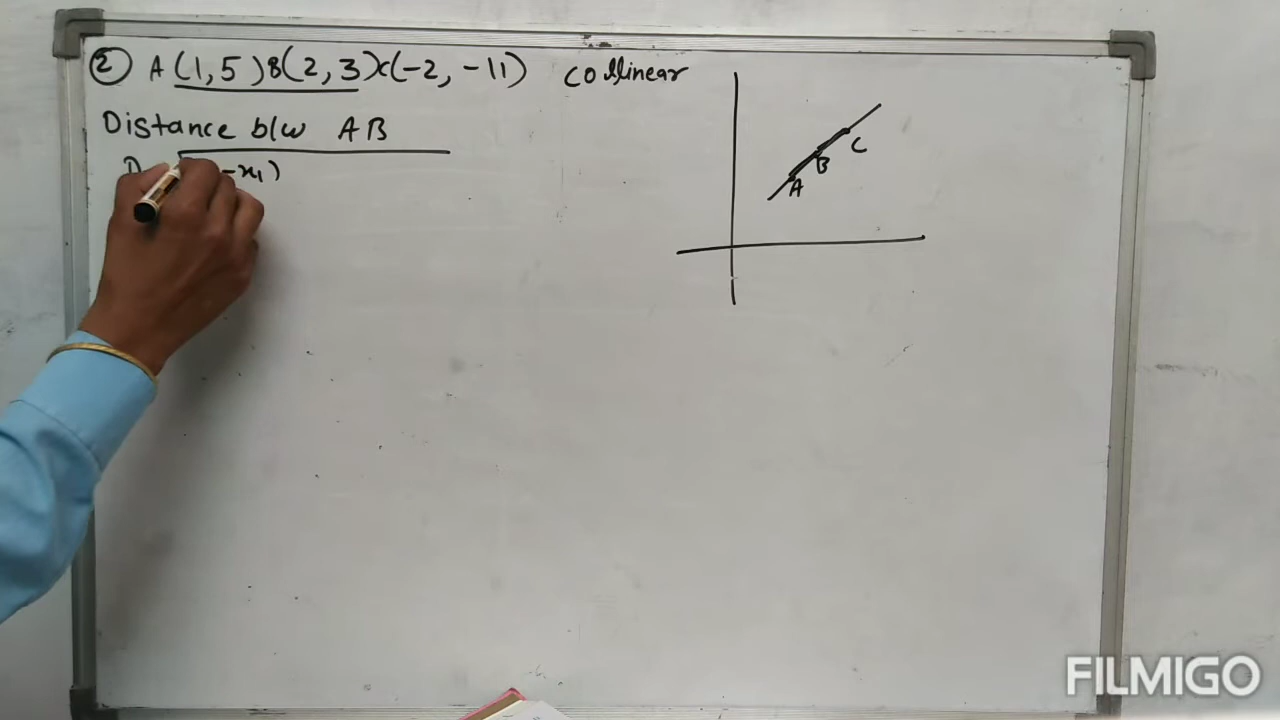 ② A(1,5)B(2,3)C(-2,-11) Collinear
Distance b/w AB
D -x₁)
A
B
C
FILMIGO